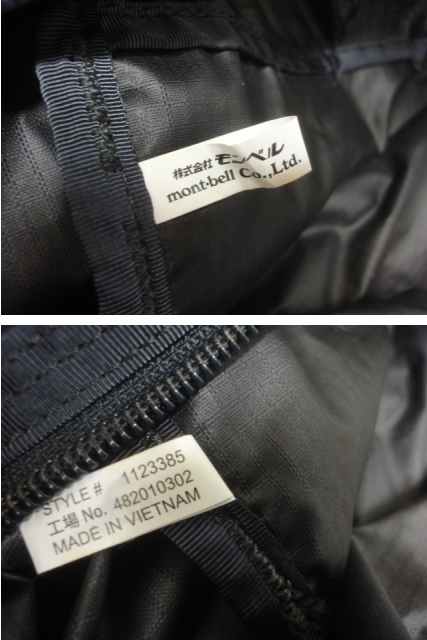 株式会社 モンベル
mont-bell Co.,Ltd.
STYLE # 1123385
工場 No. 482010302
MADE IN VIETNAM